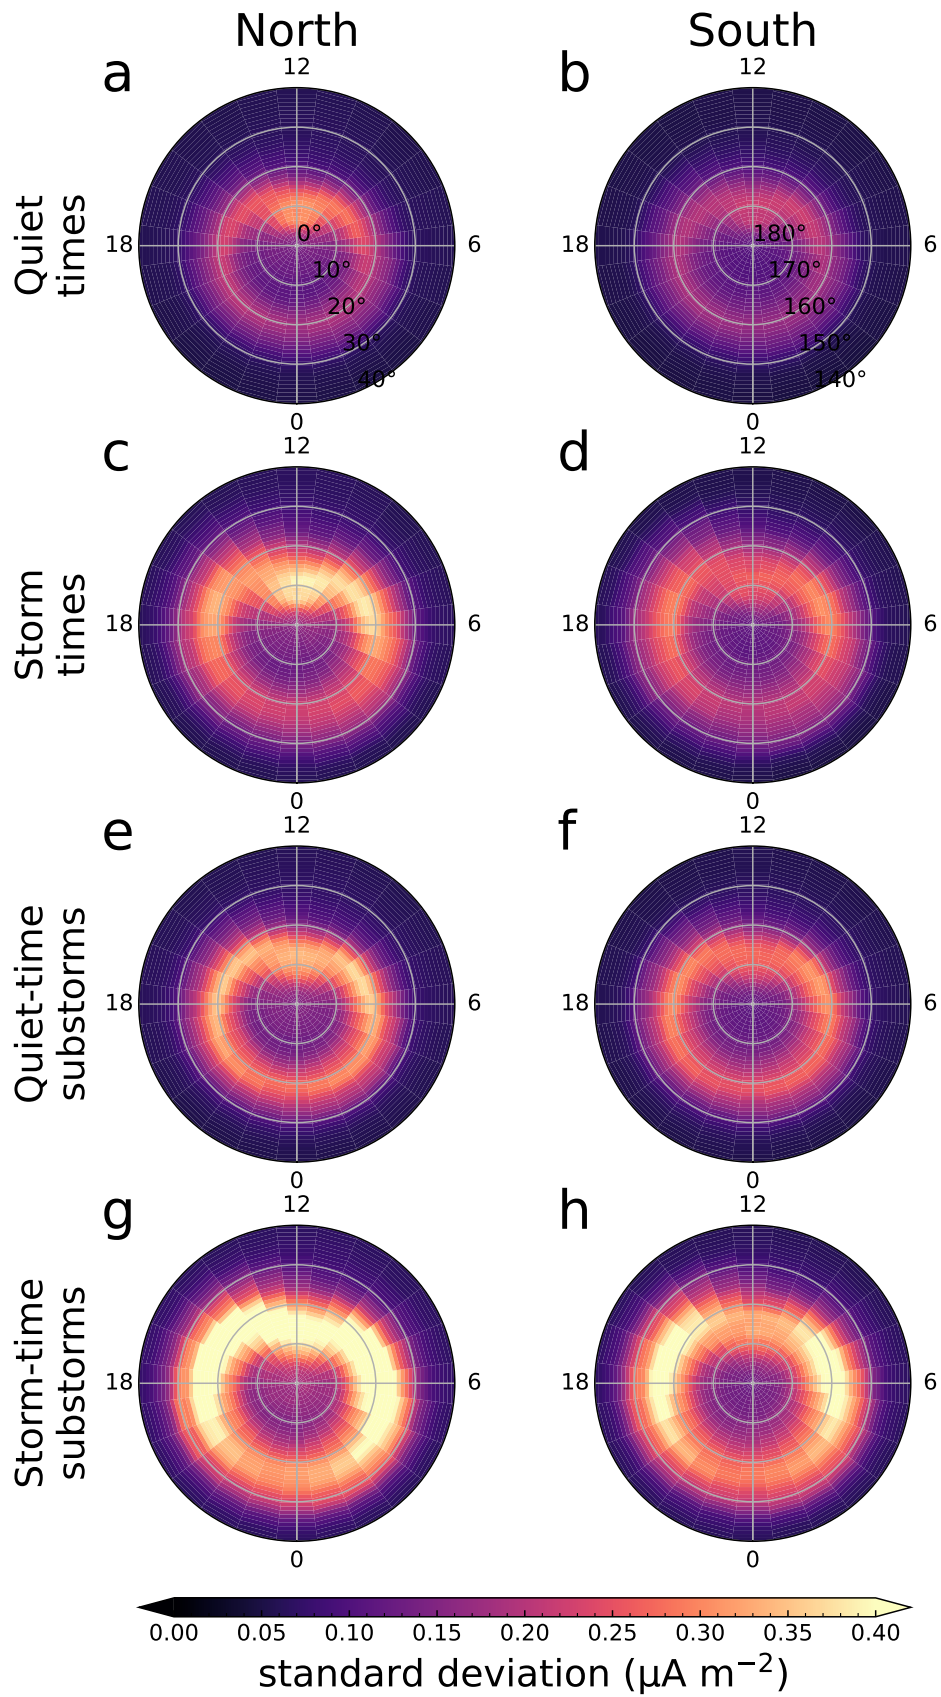 North South
a 12 b 12
Quiet
times
18 6 18 6
0° 180°
10° 170°
20° 160°
30° 150°
40° 140°
0 0
c 12 d 12
Storm
times
18 6 18 6
0 0
e 12 f 12
Quiet-time
substorms
18 6 18 6
0 0
g 12 h 12
Storm-time
substorms
18 6 18 6
0 0
0.00 0.05 0.10 0.15 0.20 0.25 0.30 0.35 0.40
standard deviation (µA m⁻²)